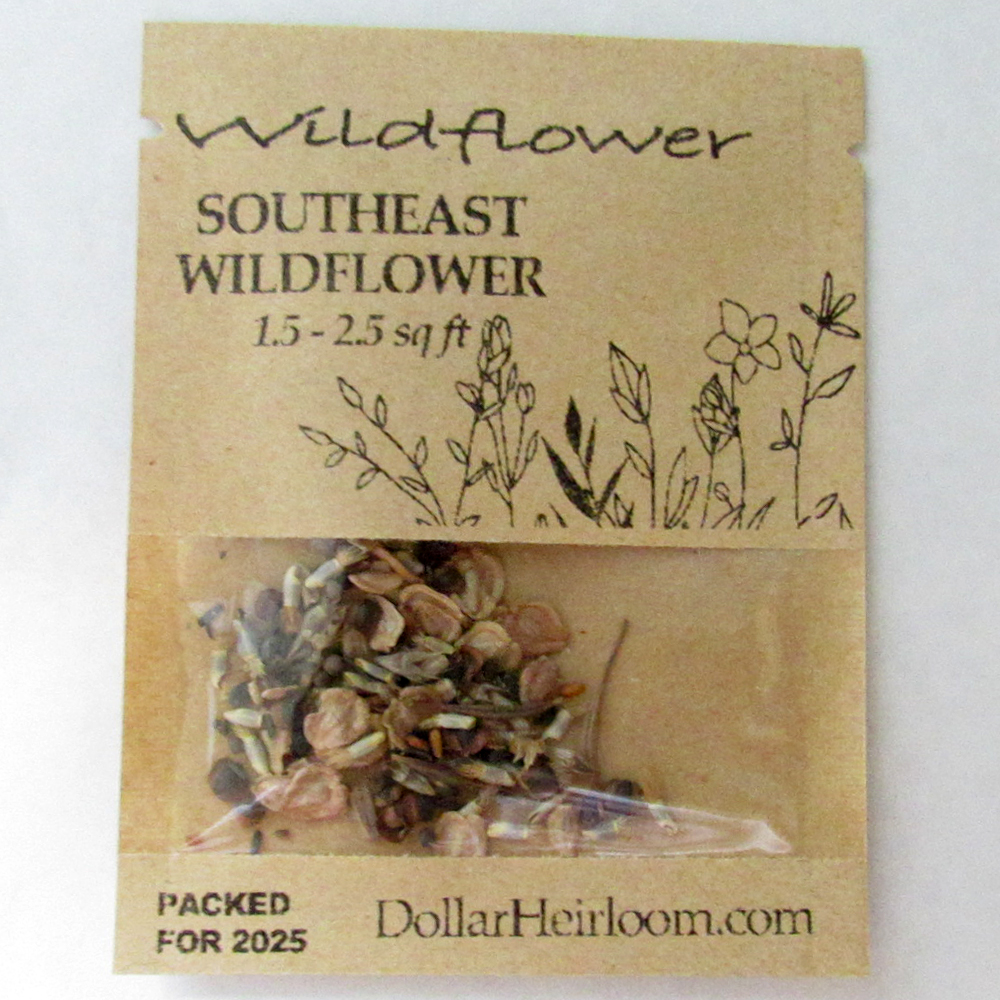 Wildflower
SOUTHEAST
WILDFLOWER
1.5 - 2.5 sq ft
PACKED
FOR 2025
DollarHeirloom.com